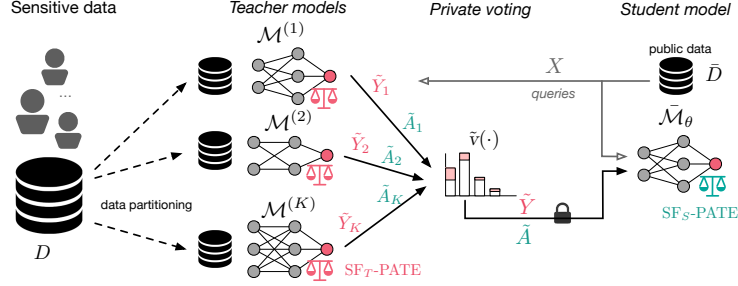 Sensitive data
Teacher models
Private voting
Student model
public data
D̄
X
queries
M^(1)
Ỹ_1
Ã_1
...
M^(2)
Ỹ_2
Ã_2
ṽ(·)
M̄_θ
data partitioning
M^(K)
Ã_K
Ỹ_K
SF_T-PATE
Ỹ
Ã
SF_S-PATE
D